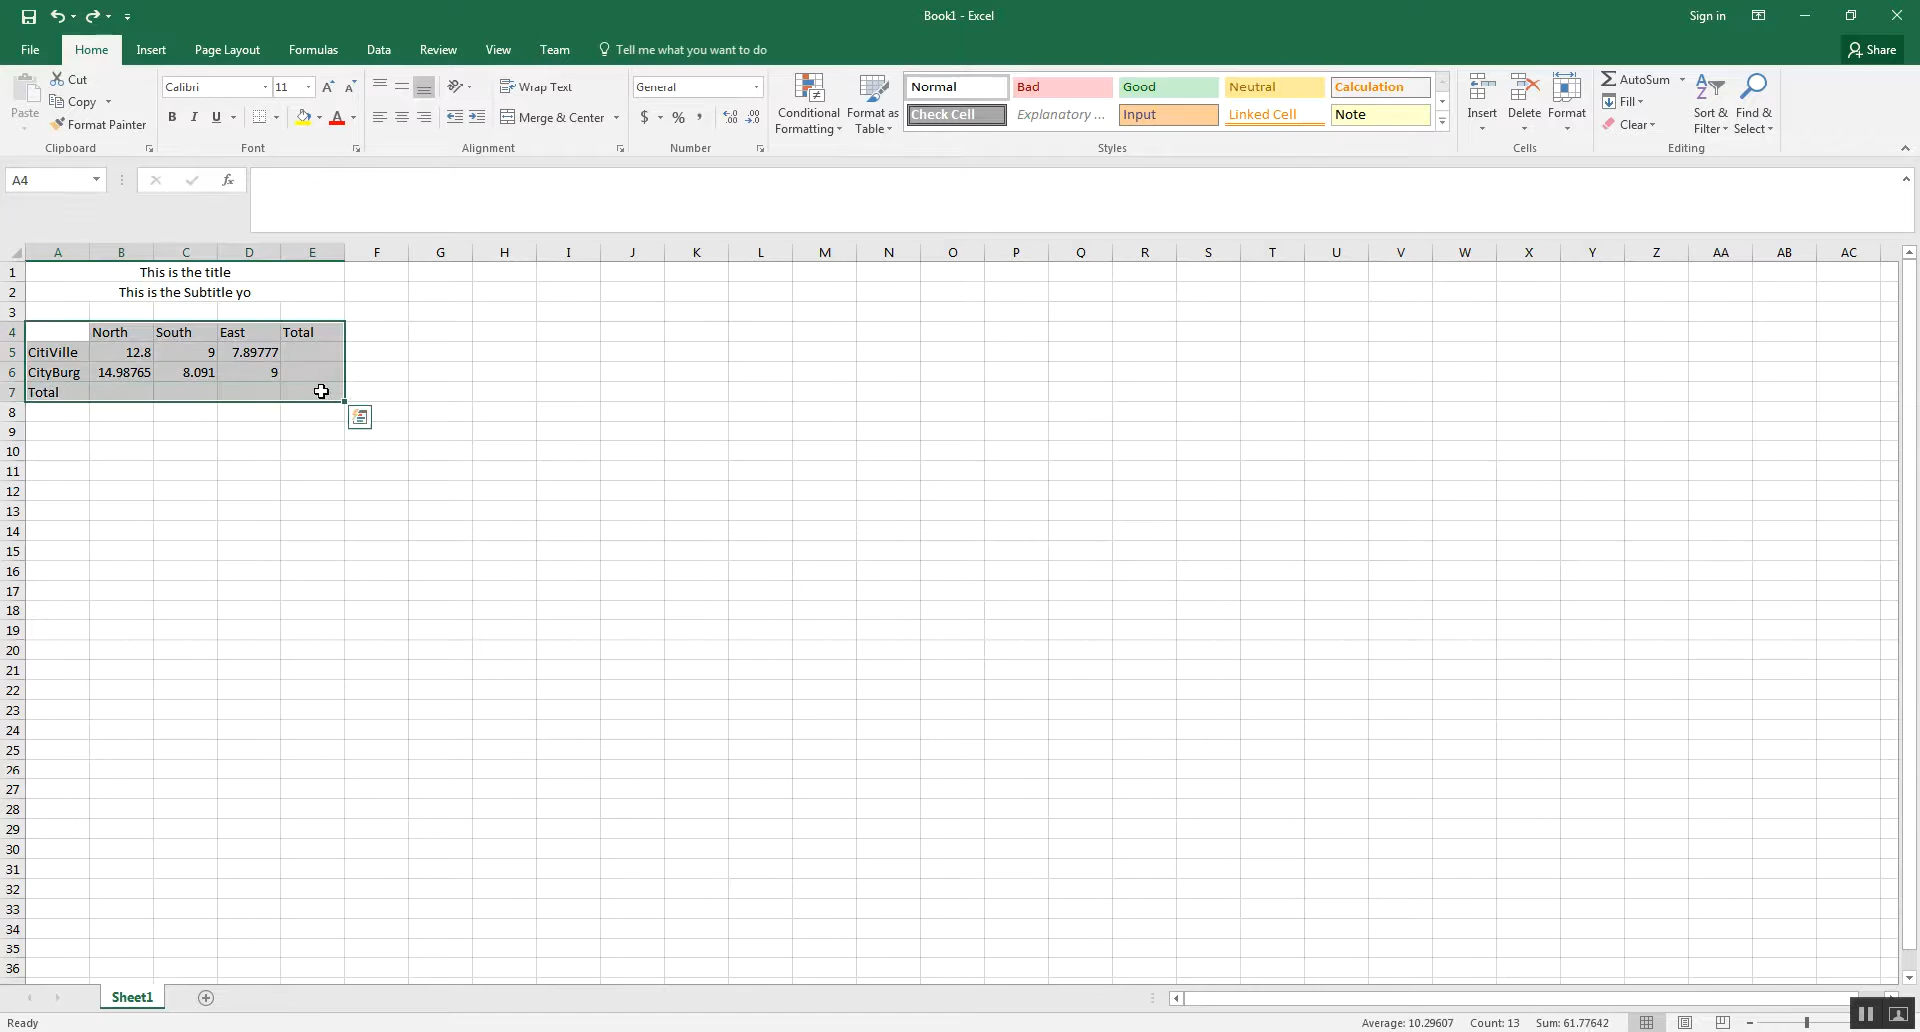 Book1 - Excel
Sign in
File Home Insert Page Layout Formulas Data Review View Team Tell me what you want to do
Share
Paste
Cut
Copy
Format Painter
Clipboard
Calibri 11
B I U
Font
Wrap Text
Merge & Center
Alignment
General
$ % ,
Number
Conditional Formatting
Format as Table
Normal Bad Good Neutral Calculation
Check Cell Explanatory ... Input Linked Cell Note
Styles
Insert Delete Format
Cells
AutoSum
Fill
Clear
Sort & Filter
Find & Select
Editing
A4
fx
A B C D E F G H I J K L M N O P Q R S T U V W X Y Z AA AB AC
1 This is the title
2 This is the Subtitle yo
3
4 North South East Total
5 CitiVille 12.8 9 7.89777
6 CityBurg 14.98765 8.091 9
7 Total
8
9
10
11
12
13
14
15
16
17
18
19
20
21
22
23
24
25
26
27
28
29
30
31
32
33
34
35
36
Sheet1
Ready
Average: 10.29607 Count: 13 Sum: 61.77642